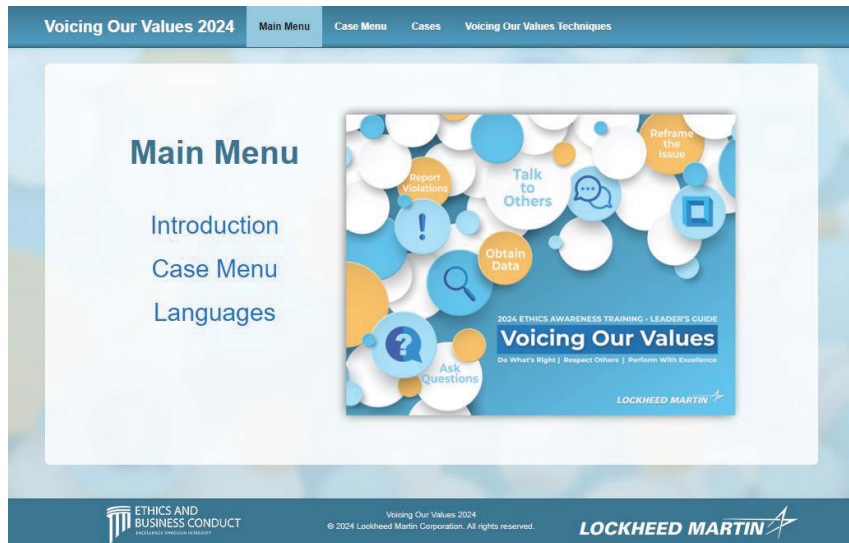 Voicing Our Values 2024
Main Menu
Case Menu
Cases
Voicing Our Values Techniques
Main Menu
Introduction
Case Menu
Languages
Reframe
the
Issue
Report
Violations
Talk
to
Others
Obtain
Data
2024 ETHICS AWARENESS TRAINING • LEADER'S GUIDE
Voicing Our Values
Do What's Right | Respect Others | Perform With Excellence
Ask
Questions
LOCKHEED MARTIN
ETHICS AND
BUSINESS CONDUCT
EXCELLENCE THROUGH INTEGRITY
Voicing Our Values 2024
© 2024 Lockheed Martin Corporation. All rights reserved.
LOCKHEED MARTIN